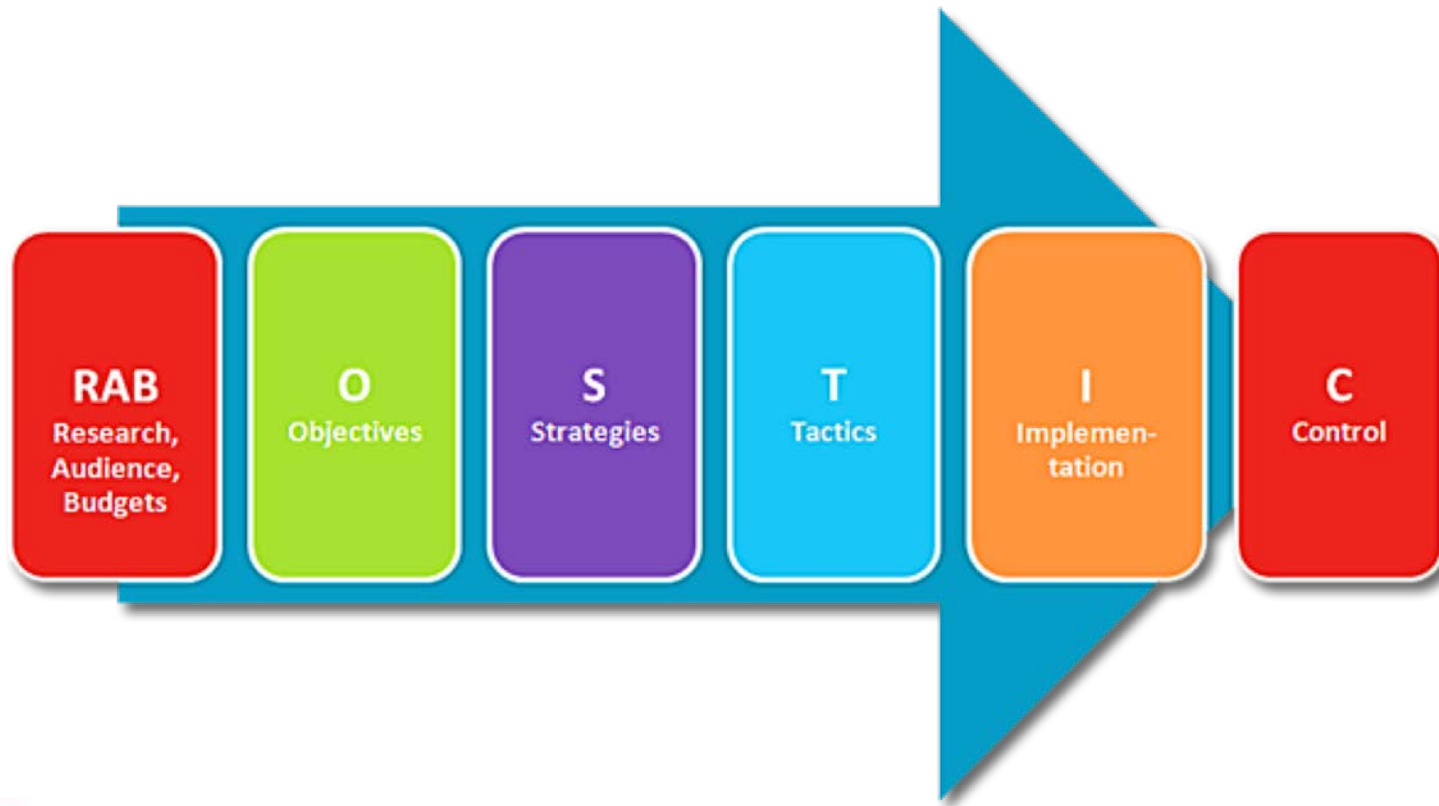 RAB
Research,
Audience,
Budgets
O
Objectives
S
Strategies
T
Tactics
I
Implemen-
tation
C
Control